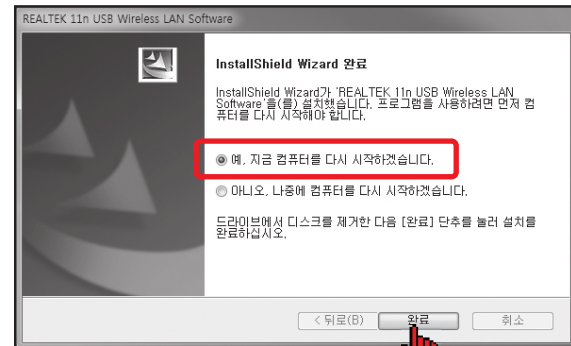 REALTEK 11n USB Wireless LAN Software
InstallShield Wizard 완료
InstallShield Wizard가 'REALTEK 11n USB Wireless LAN
Software'을(를) 설치했습니다. 프로그램을 사용하려면 먼저 컴
퓨터를 다시 시작해야 합니다.
예, 지금 컴퓨터를 다시 시작하겠습니다.
아니오, 나중에 컴퓨터를 다시 시작하겠습니다.
드라이브에서 디스크를 제거한 다음 [완료] 단추를 눌러 설치를
완료하십시오.
< 뒤로(B)
완료
취소